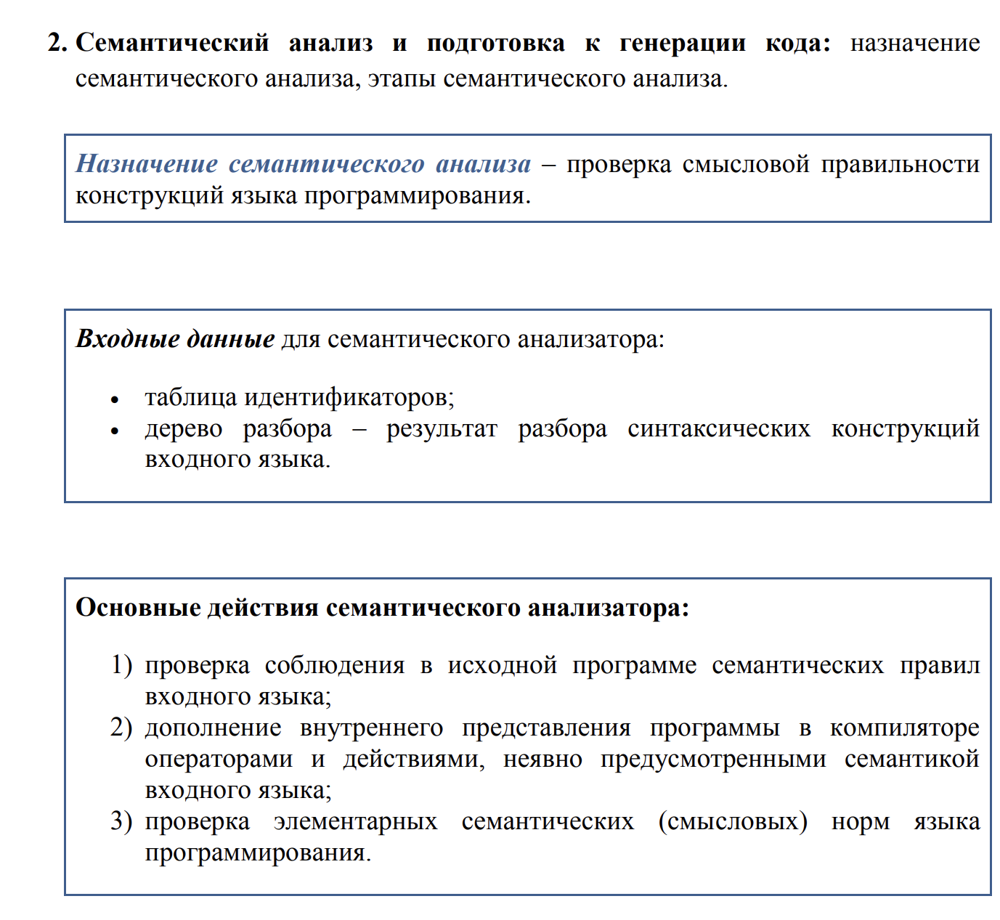 2. Семантический анализ и подготовка к генерации кода: назначение
семантического анализа, этапы семантического анализа.
Назначение семантического анализа – проверка смысловой правильности
конструкций языка программирования.
Входные данные для семантического анализатора:
• таблица идентификаторов;
• дерево разбора – результат разбора синтаксических конструкций
входного языка.
Основные действия семантического анализатора:
1) проверка соблюдения в исходной программе семантических правил
входного языка;
2) дополнение внутреннего представления программы в компиляторе
операторами и действиями, неявно предусмотренными семантикой
входного языка;
3) проверка элементарных семантических (смысловых) норм языка
программирования.